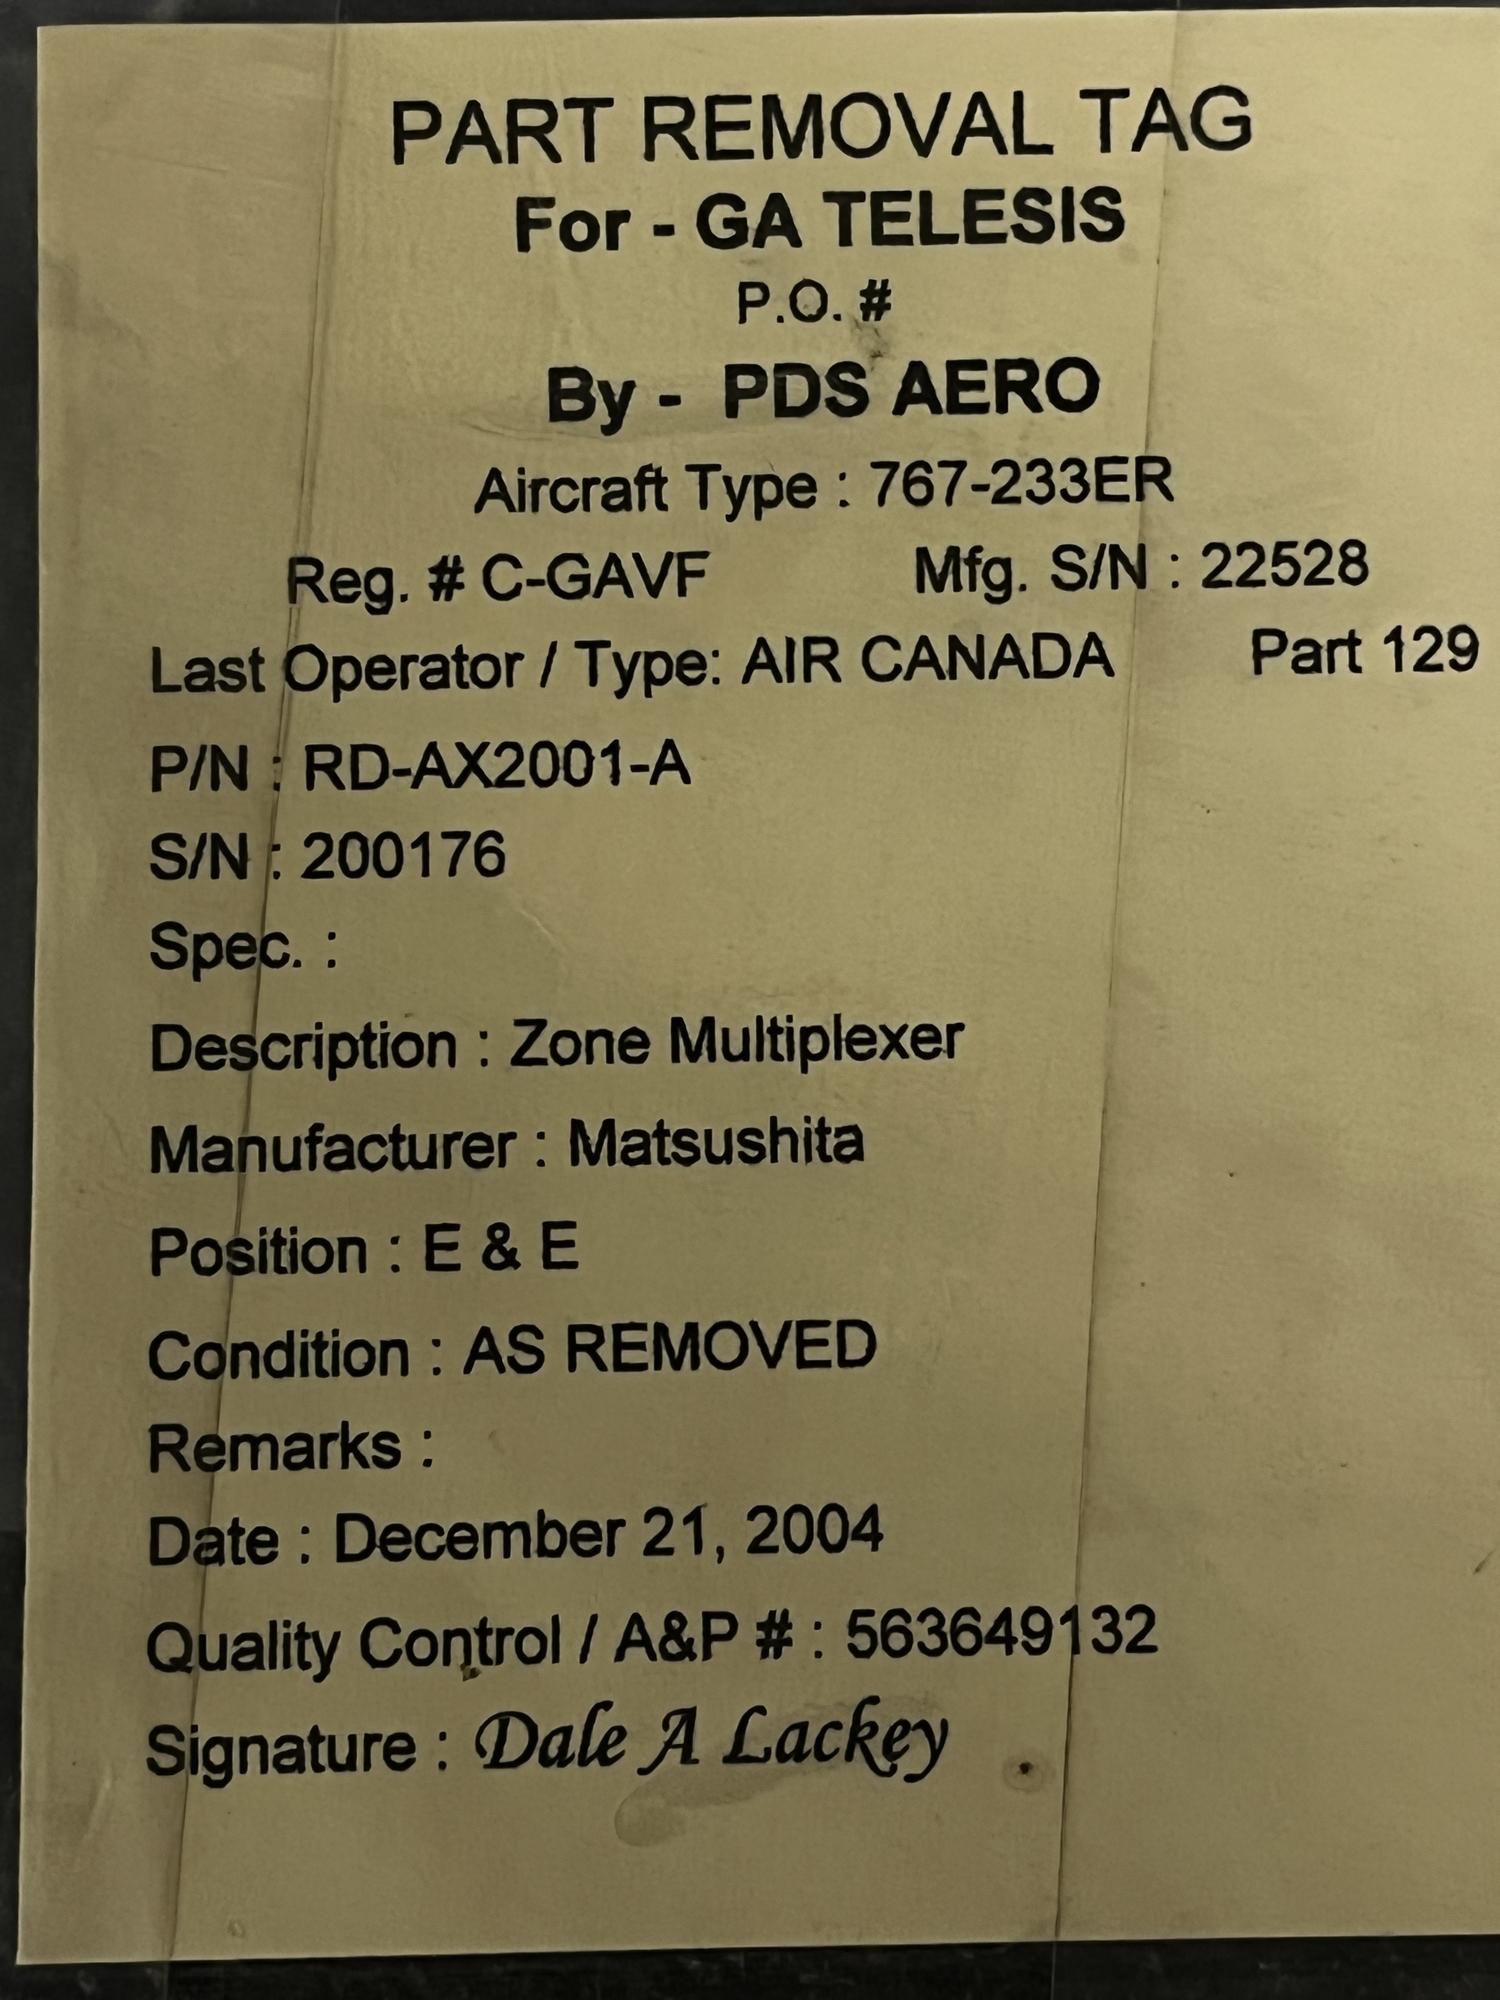 PART REMOVAL TAG
For - GA TELESIS
P.O. #
By - PDS AERO
Aircraft Type : 767-233ER
Reg. # C-GAVF Mfg. S/N : 22528
Last Operator / Type: AIR CANADA Part 129
P/N : RD-AX2001-A
S/N : 200176
Spec. :
Description : Zone Multiplexer
Manufacturer : Matsushita
Position : E & E
Condition : AS REMOVED
Remarks :
Date : December 21, 2004
Quality Control / A&P # : 563649132
Signature : Dale A Lackey